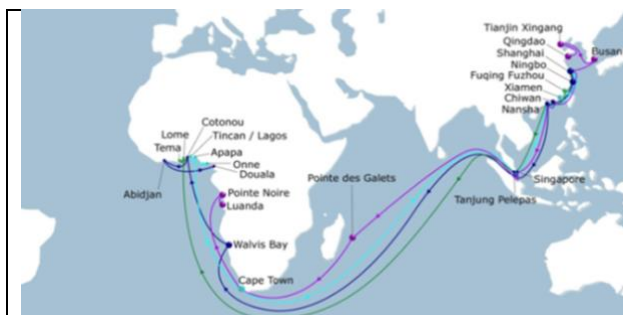 Tianjin Xingang
Qingdao
Shanghai
Busan
Ningbo
Fuqing Fuzhou
Xiamen
Chiwan
Nansha
Cotonou
Lome
Tincan / Lagos
Tema
Apapa
Onne
Douala
Abidjan
Pointe Noire
Luanda
Pointe des Galets
Singapore
Tanjung Pelepas
Walvis Bay
Cape Town